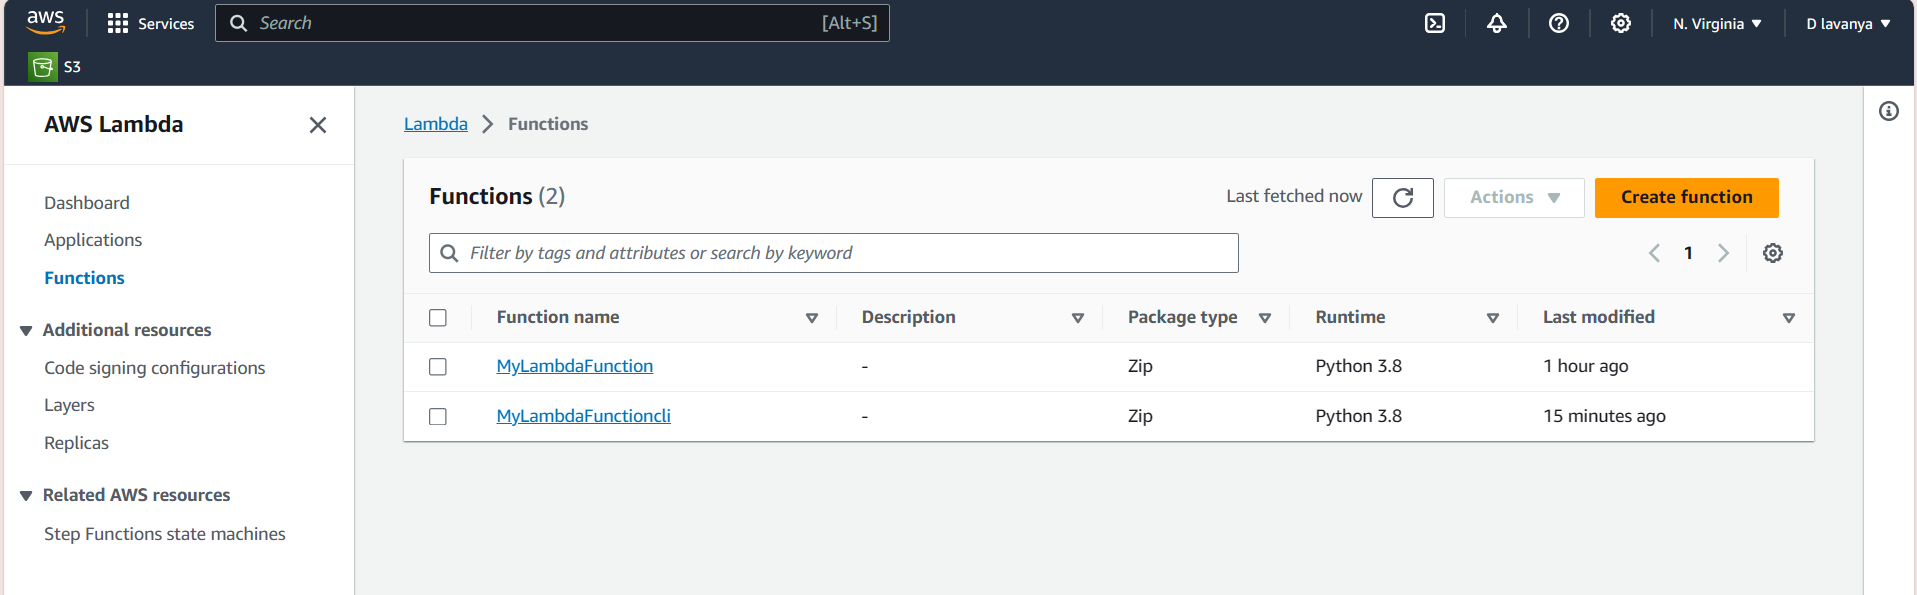 aws Services Search [Alt+S] N. Virginia D lavanya
S3
AWS Lambda
Dashboard
Applications
Functions
Additional resources
Code signing configurations
Layers
Replicas
Related AWS resources
Step Functions state machines
Lambda Functions
Functions (2) Last fetched now Actions Create function
Filter by tags and attributes or search by keyword 1
Function name Description Package type Runtime Last modified
MyLambdaFunction - Zip Python 3.8 1 hour ago
MyLambdaFunctioncli - Zip Python 3.8 15 minutes ago